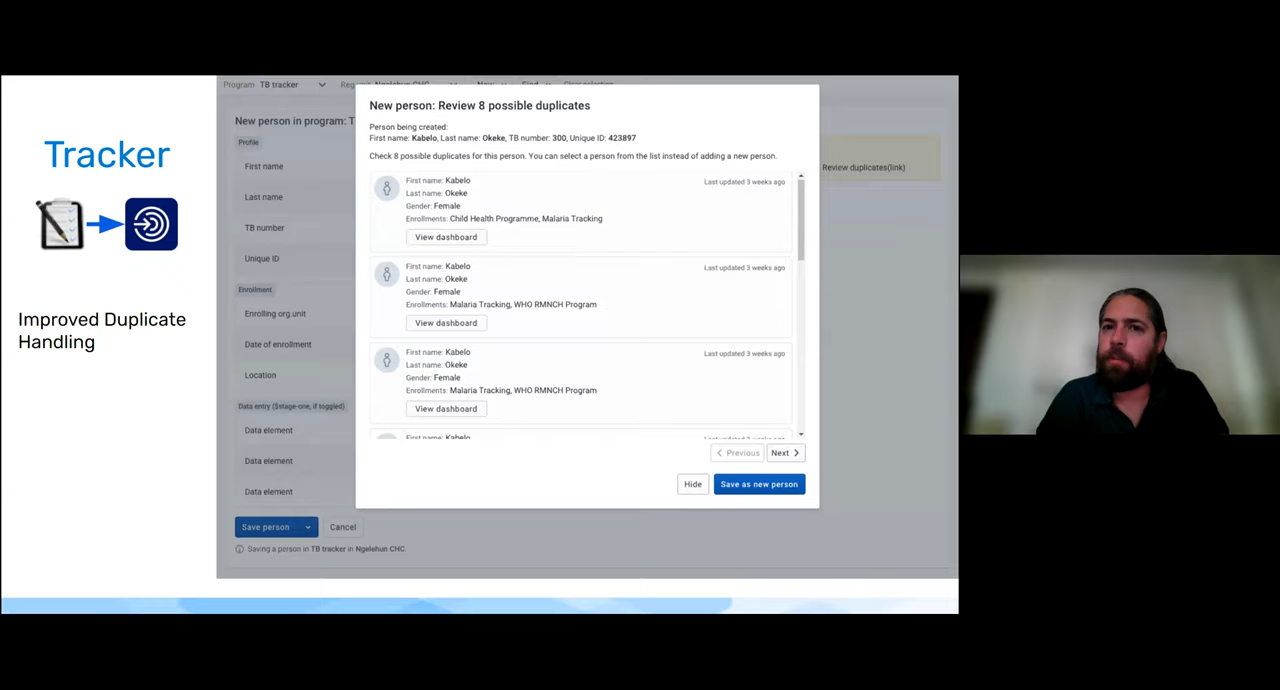 Tracker
Improved Duplicate
Handling
Program TB tracker
New person in program: T
Profile
First name
Last name
TB number
Unique ID
Enrollment
Enrolling org.unit
Date of enrollment
Location
Data entry ($stage-one, if toggled)
Data element
Data element
Data element
Save person Cancel
Saving a person in TB tracker in Ngelehun CHC.
New person: Review 8 possible duplicates
Person being created:
First name: Kabelo, Last name: Okeke, TB number: 300, Unique ID: 423897
Check 8 possible duplicates for this person. You can select a person from the list instead of adding a new person.
First name: Kabelo Last updated 3 weeks ago
Last name: Okeke
Gender: Female
Enrollments: Child Health Programme, Malaria Tracking
View dashboard
First name: Kabelo Last updated 3 weeks ago
Last name: Okeke
Gender: Female
Enrollments: Malaria Tracking, WHO RMNCH Program
View dashboard
First name: Kabelo Last updated 3 weeks ago
Last name: Okeke
Gender: Female
Enrollments: Malaria Tracking, WHO RMNCH Program
View dashboard
First name: Kabelo
Previous Next
Hide Save as new person
Review duplicates(link)